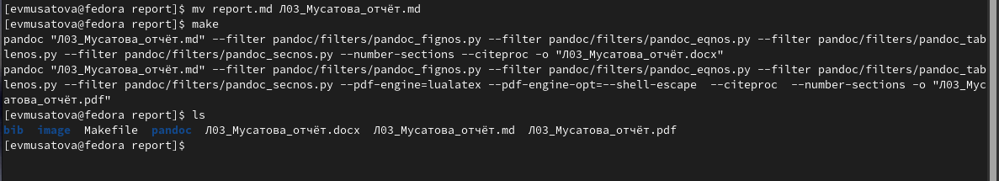 [evmusatova@fedora report]$ mv report.md Л03_Мусатова_отчёт.md
[evmusatova@fedora report]$ make
pandoc "Л03_Мусатова_отчёт.md" --filter pandoc/filters/pandoc_fignos.py --filter pandoc/filters/pandoc_eqnos.py --filter pandoc/filters/pandoc_tab
lenos.py --filter pandoc/filters/pandoc_secnos.py --number-sections --citeproc -o "Л03_Мусатова_отчёт.docx"
pandoc "Л03_Мусатова_отчёт.md" --filter pandoc/filters/pandoc_fignos.py --filter pandoc/filters/pandoc_eqnos.py --filter pandoc/filters/pandoc_tab
lenos.py --filter pandoc/filters/pandoc_secnos.py --pdf-engine=lualatex --pdf-engine-opt=--shell-escape  --citeproc  --number-sections -o "Л03_Мус
атова_отчёт.pdf"
[evmusatova@fedora report]$ ls
bib  image  Makefile  pandoc  Л03_Мусатова_отчёт.docx  Л03_Мусатова_отчёт.md  Л03_Мусатова_отчёт.pdf
[evmusatova@fedora report]$